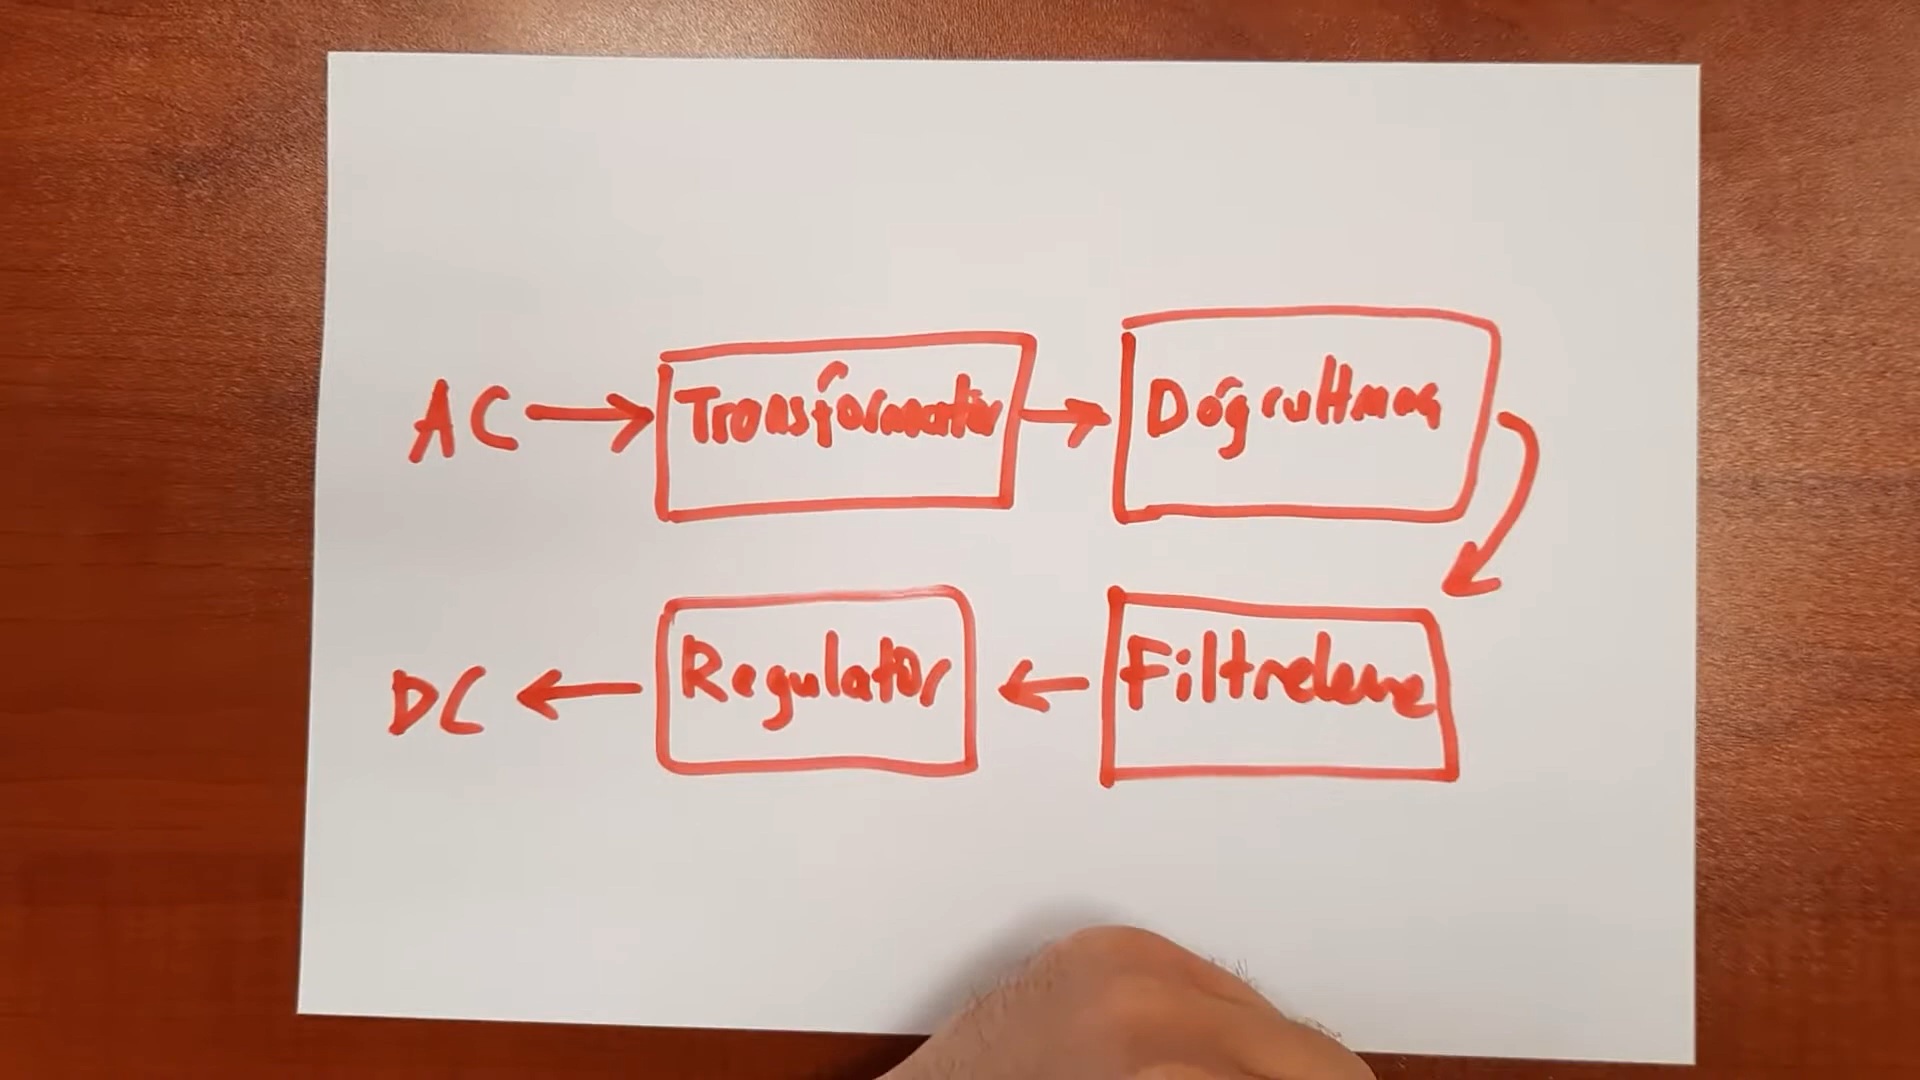 AC → Transformatör → Doğrultma
DC ← Regulatör ← Filtreleme